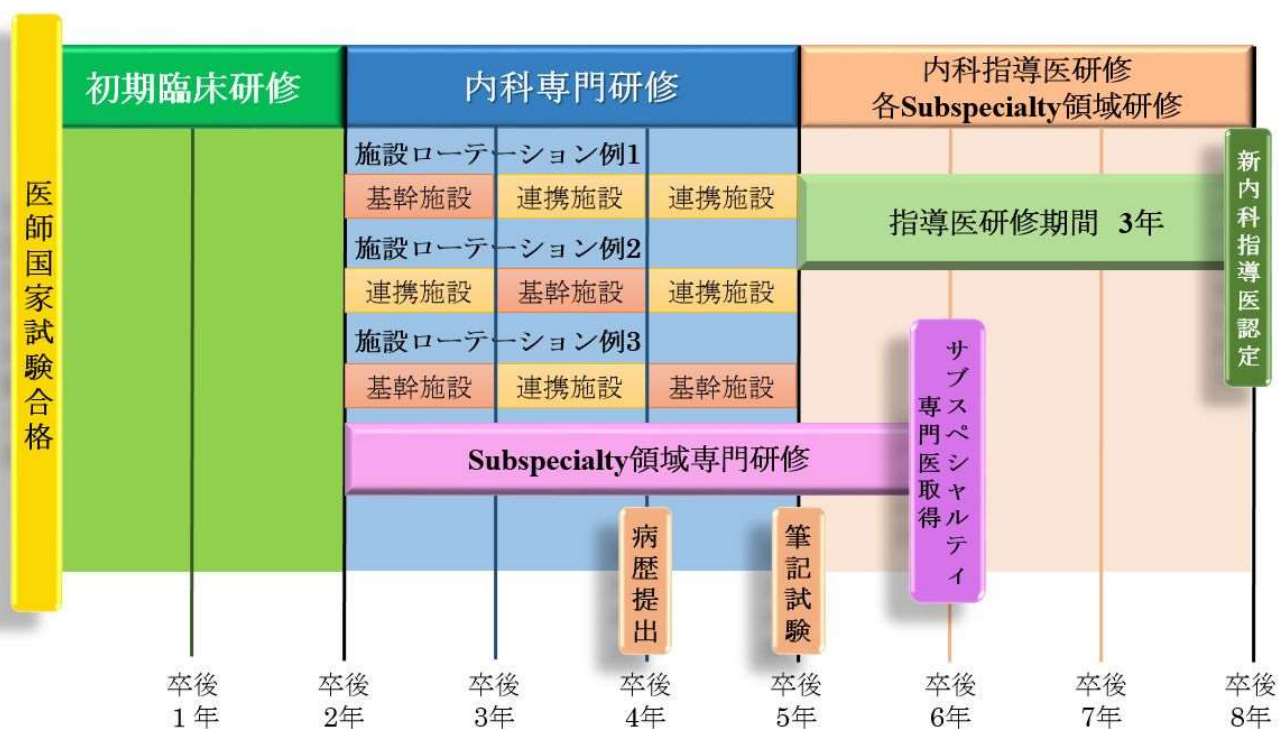 医師国家試験合格
初期臨床研修
内科専門研修
内科指導医研修
各Subspecialty領域研修
施設ローテーション例1
基幹施設 連携施設 連携施設
施設ローテーション例2
連携施設 基幹施設 連携施設
施設ローテーション例3
基幹施設 連携施設 基幹施設
指導医研修期間 3年
新内科指導医認定
Subspecialty領域専門研修
サブスペシャルティ
専門医取得
病歴提出
筆記試験
卒後
1年
卒後
2年
卒後
3年
卒後
4年
卒後
5年
卒後
6年
卒後
7年
卒後
8年